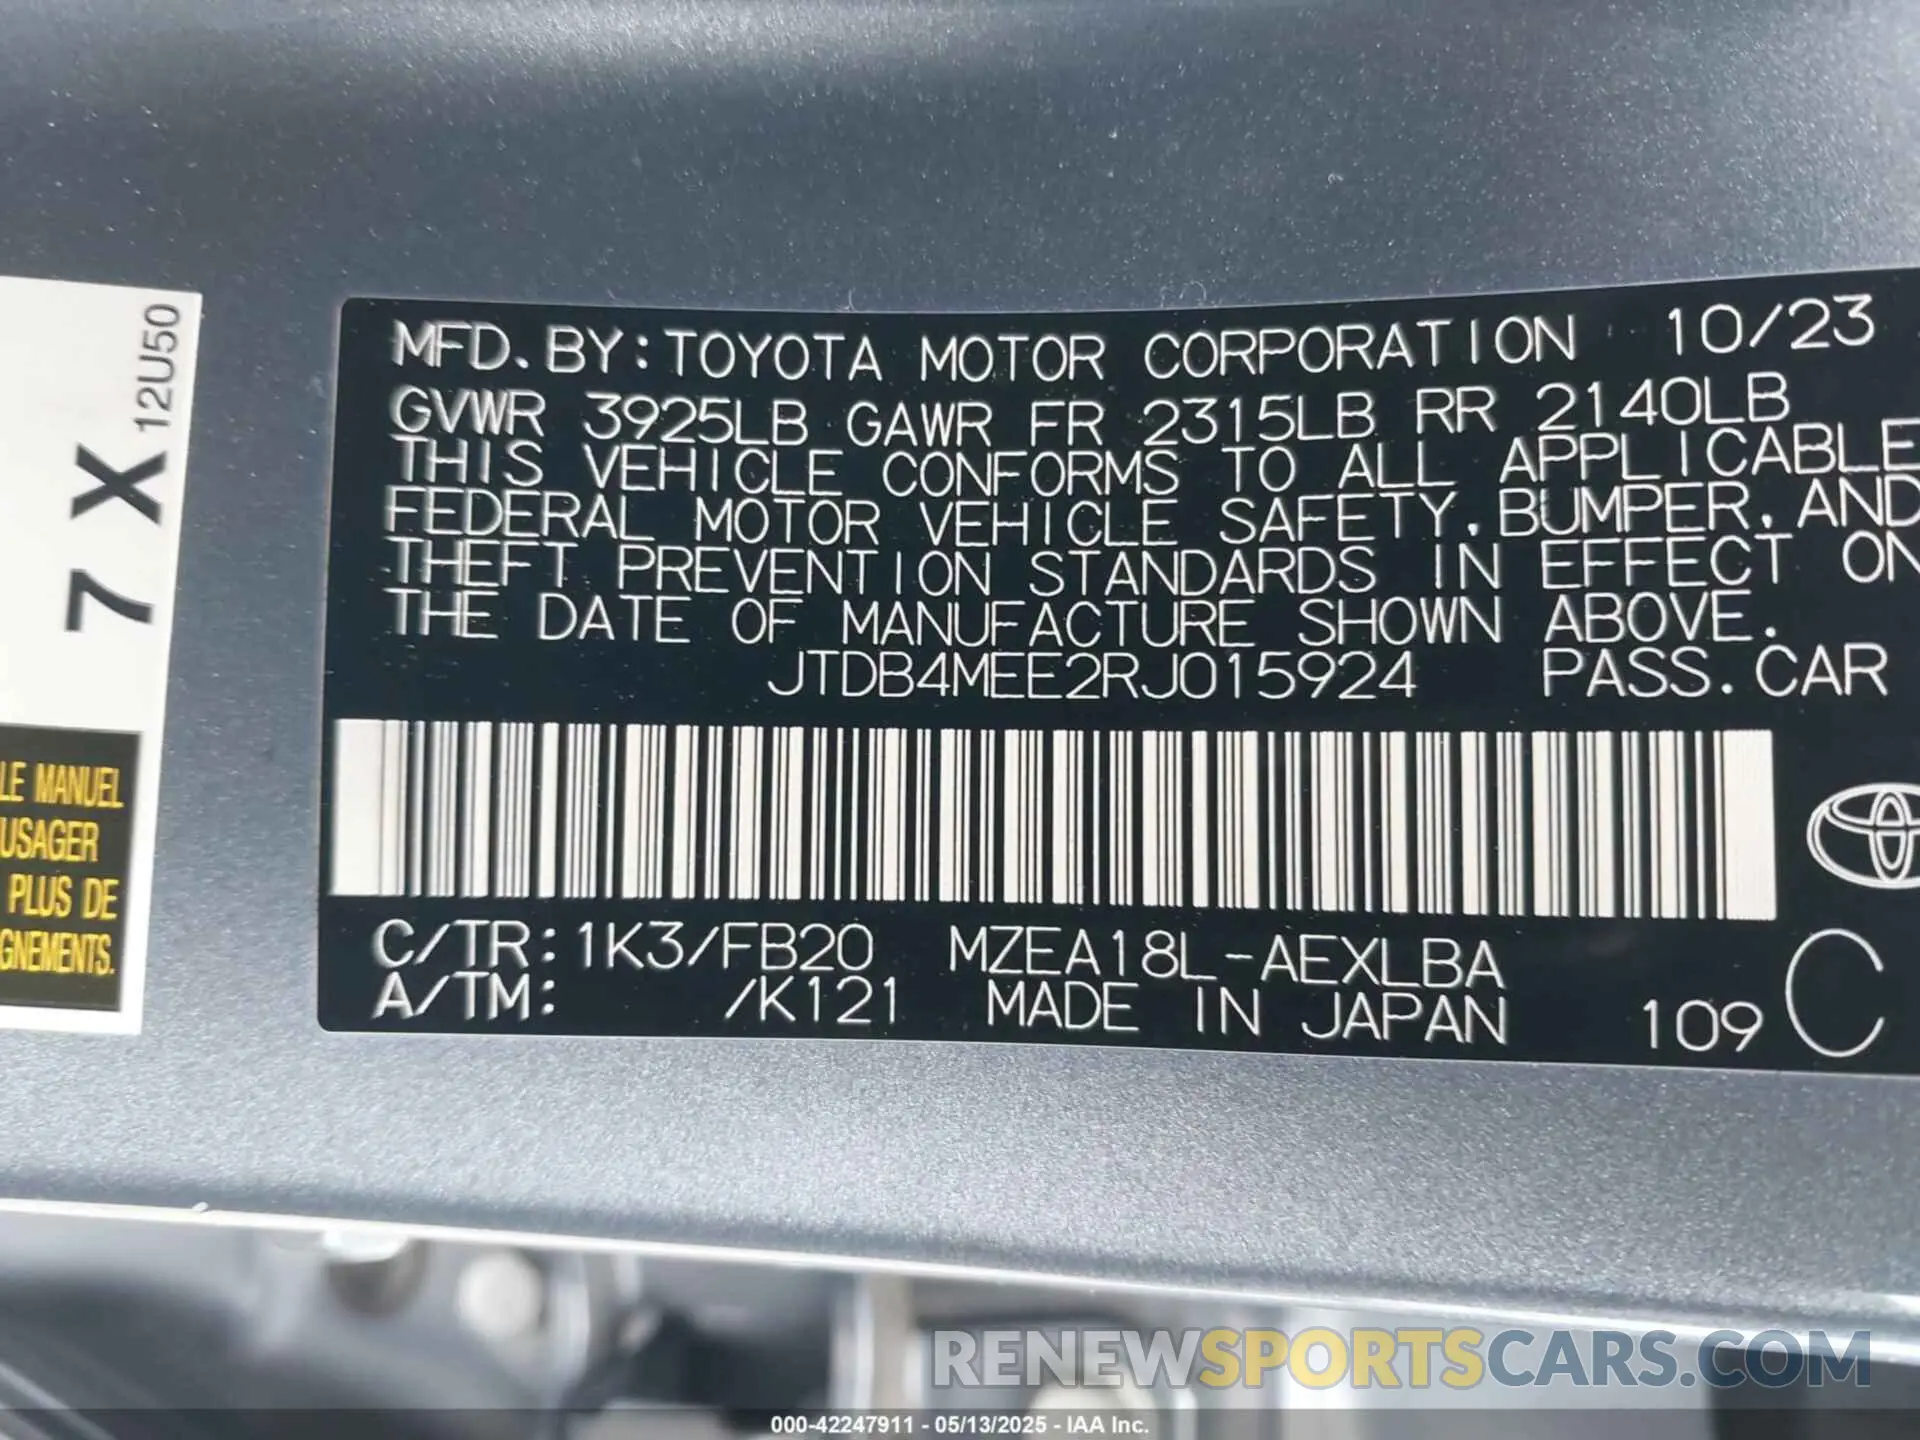 MFD. BY: TOYOTA MOTOR CORPORATION 10/23
GVWR 3925LB GAWR FR 2315LB RR 2140LB
THIS VEHICLE CONFORMS TO ALL APPLICABLE
FEDERAL MOTOR VEHICLE SAFETY, BUMPER, AND
THEFT PREVENTION STANDARDS IN EFFECT ON
THE DATE OF MANUFACTURE SHOWN ABOVE.
JTDB4MEE2RJ015924 PASS. CAR
C/TR: 1K3/FB20 MZEA18L-AEXLBA
A/TM: /K121 MADE IN JAPAN 109 C
7 X 12U50
LE MANUEL
USAGER
PLUS DE
GNEMENTS.
RENEWSPORTSCARS.COM
000-42247911 - 05/13/2025 - IAA Inc.